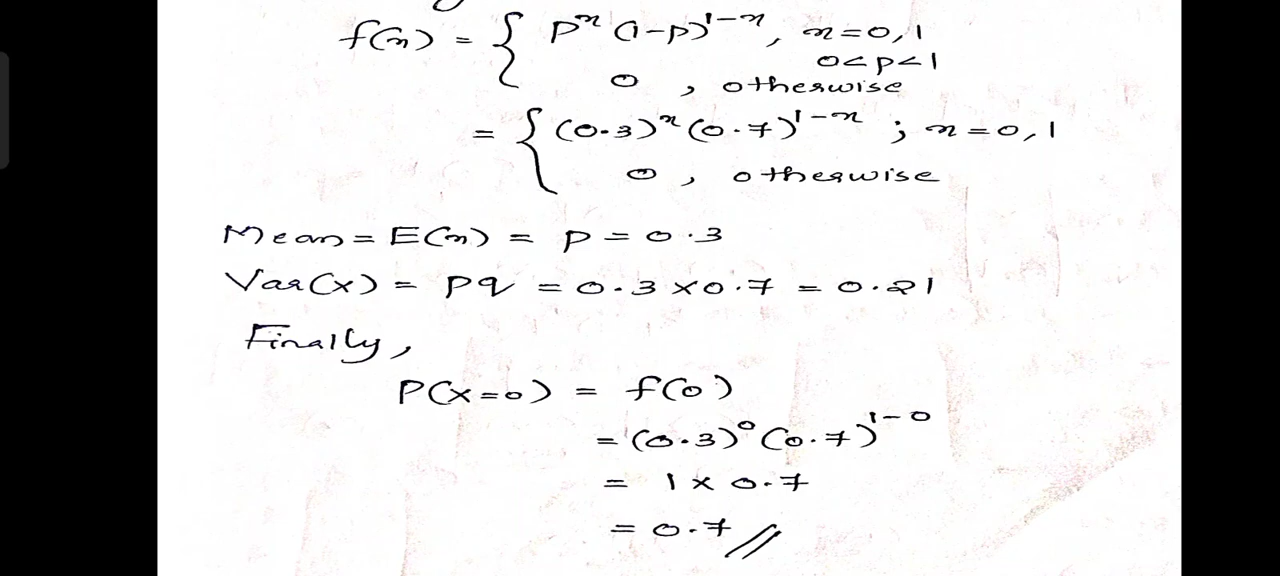 f(x) = { p^x (1-p)^1-x, x=0,1
0<p<1
0 , otherwise
= { (0.3)^x (0.7)^1-x ; x=0,1
0 , otherwise
Mean = E(x) = p = 0.3
Var(X) = pq = 0.3 × 0.7 = 0.21
Finally,
P(X=0) = f(0)
= (0.3)^0 (0.7)^1-0
= 1 × 0.7
= 0.7 //